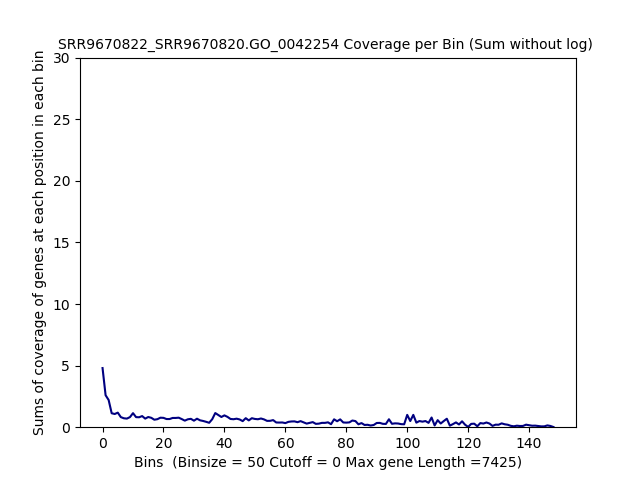 SRR9670822_SRR9670820.GO_0042254 Coverage per Bin (Sum without log)
Sums of coverage of genes at each position in each bin
30
25
20
15
10
5
0
0 20 40 60 80 100 120 140
Bins  (Binsize = 50 Cutoff = 0 Max gene Length =7425)